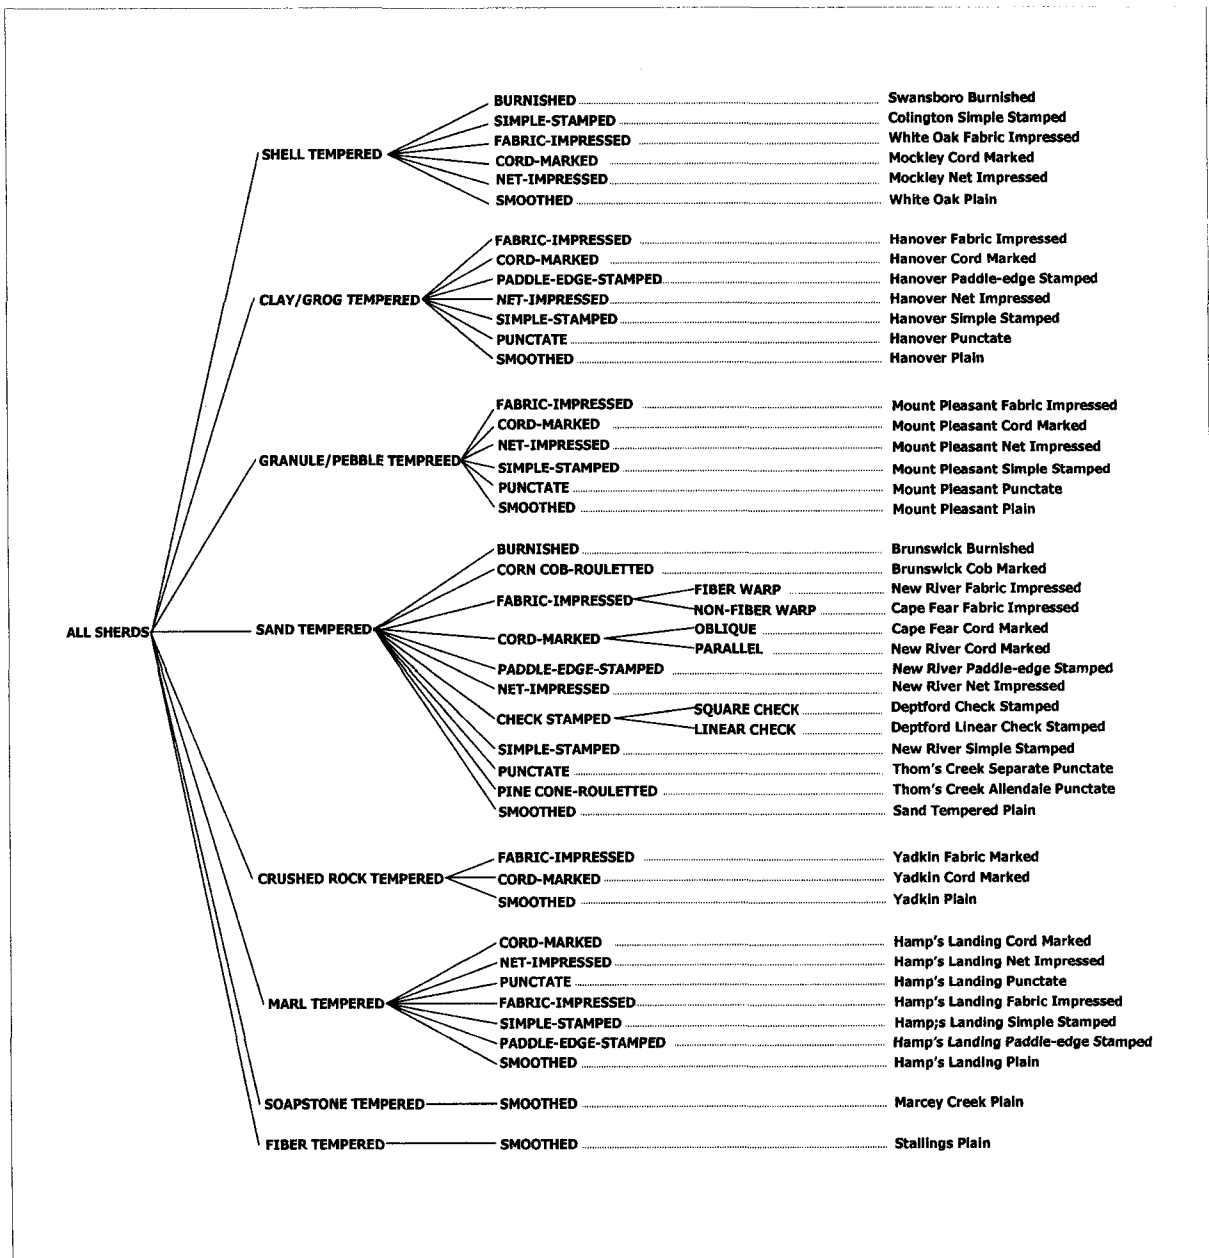 BURNISHED Swansboro Burnished
SIMPLE-STAMPED Colington Simple Stamped
FABRIC-IMPRESSED White Oak Fabric Impressed
SHELL TEMPERED
CORD-MARKED Mockley Cord Marked
NET-IMPRESSED Mockley Net Impressed
SMOOTHED White Oak Plain
FABRIC-IMPRESSED Hanover Fabric Impressed
CORD-MARKED Hanover Cord Marked
PADDLE-EDGE-STAMPED Hanover Paddle-edge Stamped
CLAY/GROG TEMPERED NET-IMPRESSED Hanover Net Impressed
SIMPLE-STAMPED Hanover Simple Stamped
PUNCTATE Hanover Punctate
SMOOTHED Hanover Plain
FABRIC-IMPRESSED Mount Pleasant Fabric Impressed
CORD-MARKED Mount Pleasant Cord Marked
NET-IMPRESSED Mount Pleasant Net Impressed
GRANULE/PEBBLE TEMPREED
SIMPLE-STAMPED Mount Pleasant Simple Stamped
PUNCTATE Mount Pleasant Punctate
SMOOTHED Mount Pleasant Plain
BURNISHED Brunswick Burnished
CORN COB-ROULETTED Brunswick Cob Marked
FIBER WARP New River Fabric Impressed
FABRIC-IMPRESSED
NON-FIBER WARP Cape Fear Fabric Impressed
ALL SHERDS SAND TEMPERED OBLIQUE Cape Fear Cord Marked
CORD-MARKED
PARALLEL New River Cord Marked
PADDLE-EDGE-STAMPED New River Paddle-edge Stamped
NET-IMPRESSED New River Net Impressed
SQUARE CHECK Deptford Check Stamped
CHECK STAMPED
LINEAR CHECK Deptford Linear Check Stamped
SIMPLE-STAMPED New River Simple Stamped
PUNCTATE Thom's Creek Separate Punctate
PINE CONE-ROULETTED Thom's Creek Allendale Punctate
SMOOTHED Sand Tempered Plain
FABRIC-IMPRESSED Yadkin Fabric Marked
CRUSHED ROCK TEMPERED CORD-MARKED Yadkin Cord Marked
SMOOTHED Yadkin Plain
CORD-MARKED Hamp's Landing Cord Marked
NET-IMPRESSED Hamp's Landing Net Impressed
PUNCTATE Hamp's Landing Punctate
MARL TEMPERED FABRIC-IMPRESSED Hamp's Landing Fabric Impressed
SIMPLE-STAMPED Hamp;s Landing Simple Stamped
PADDLE-EDGE-STAMPED Hamp's Landing Paddle-edge Stamped
SMOOTHED Hamp's Landing Plain
SOAPSTONE TEMPERED SMOOTHED Marcey Creek Plain
FIBER TEMPERED SMOOTHED Stallings Plain